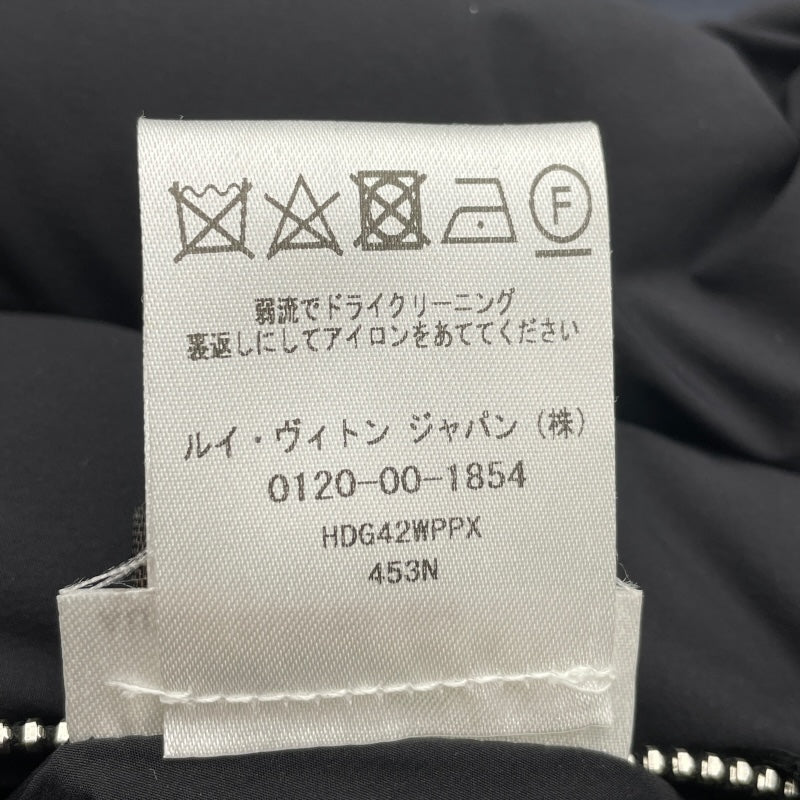 F
弱流でドライクリーニング
裏返しにしてアイロンをあててください
ルイ・ヴィトン ジャパン (株)
0120-00-1854
HDG42WPPX
453N